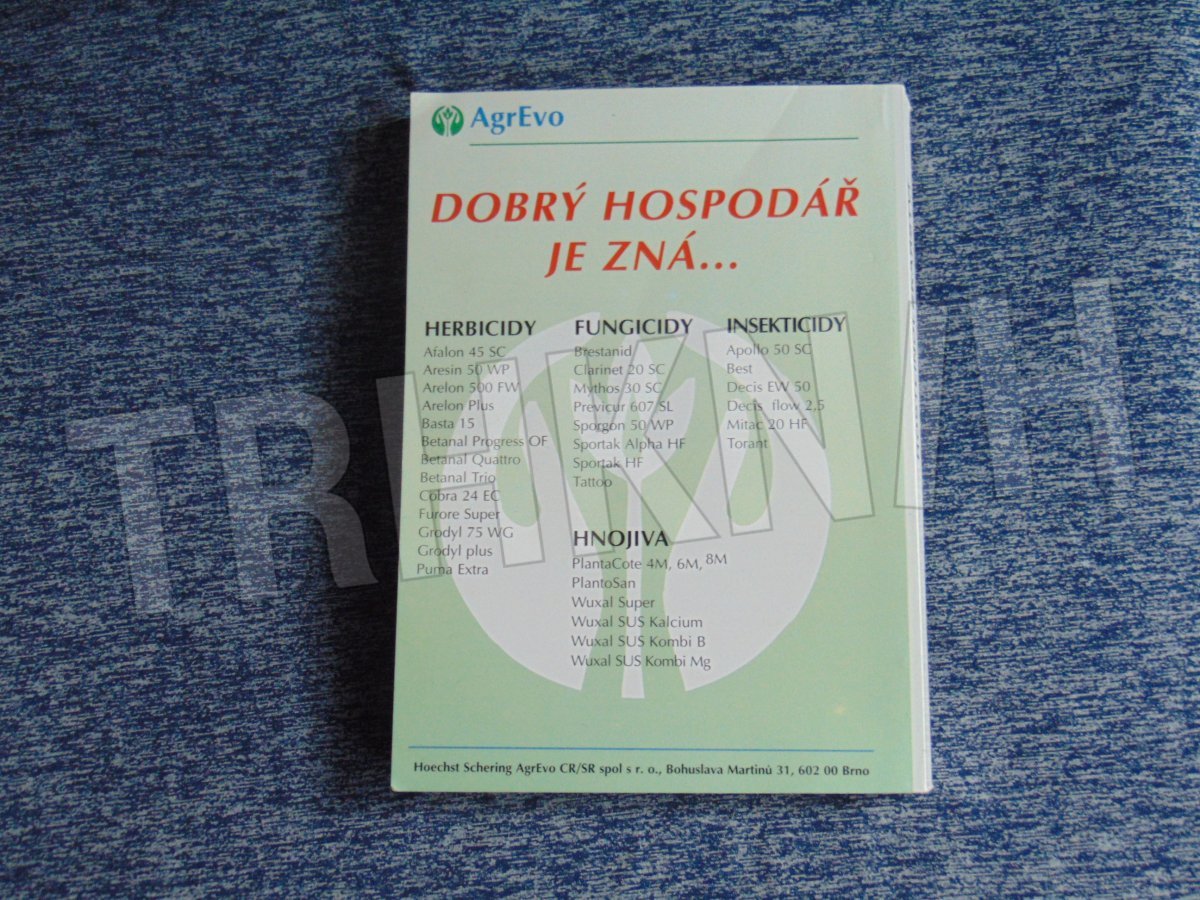 AgrEvo
DOBRÝ HOSPODÁŘ
JE ZNÁ...
HERBICIDY
Afalon 45 SC
Aresin 50 WP
Arelon 500 FW
Arelon Plus
Basta 15
Betanal Progress OF
Betanal Quattro
Betanal Trio
Cobra 24 EC
Furore Super
Grodyl 75 WG
Grodyl plus
Puma Extra
FUNGICIDY
Brestanid
Clarinet 20 SC
Mythos 30 SC
Previcur 607 SL
Sporgon 50 WP
Sportak Alpha HF
Sportak HF
Tattoo
INSEKTICIDY
Apollo 50 SC
Best
Decis EW 50
Decis flow 2,5
Mitac 20 HF
Torant
HNOJIVA
PlantaCote 4M, 6M, 8M
PlantoSan
Wuxal Super
Wuxal SUS Kalcium
Wuxal SUS Kombi B
Wuxal SUS Kombi Mg
Hoechst Schering AgrEvo CR/SR spol s r. o., Bohuslava Martinů 31, 602 00 Brno